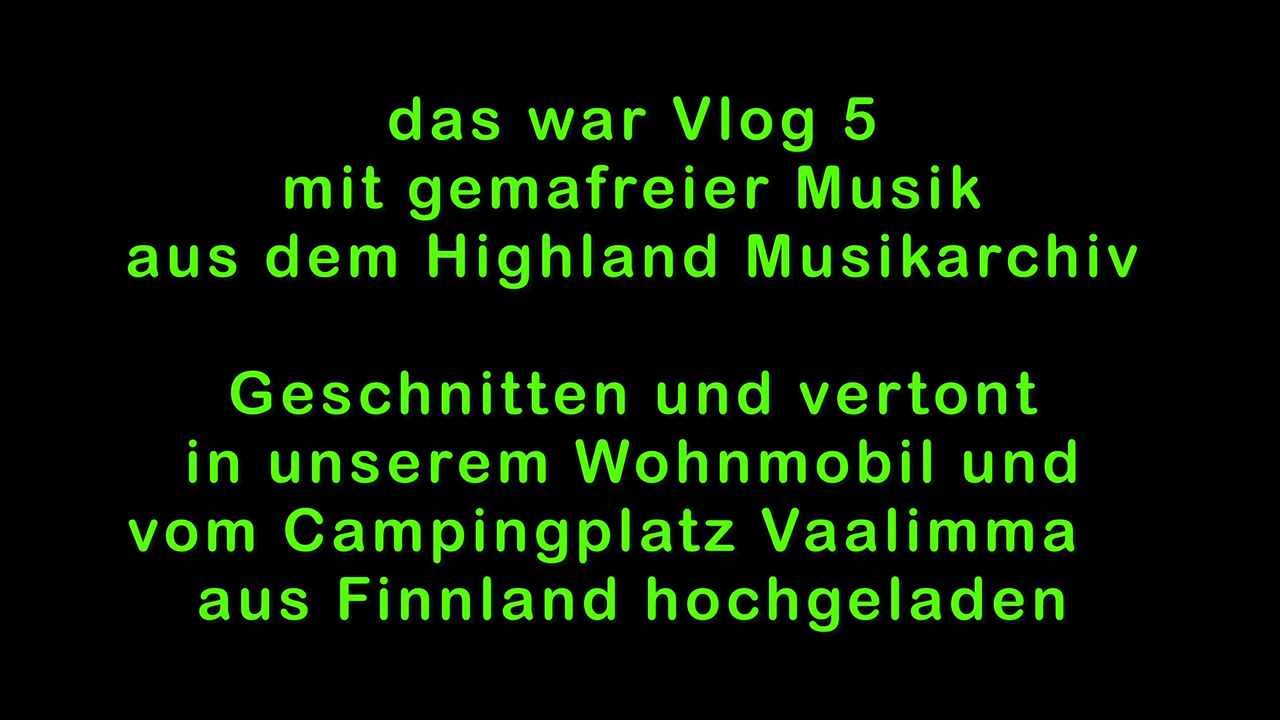 das war Vlog 5
mit gemafreier Musik
aus dem Highland Musikarchiv
Geschnitten und vertont
in unserem Wohnmobil und
vom Campingplatz Vaalimma
aus Finnland hochgeladen